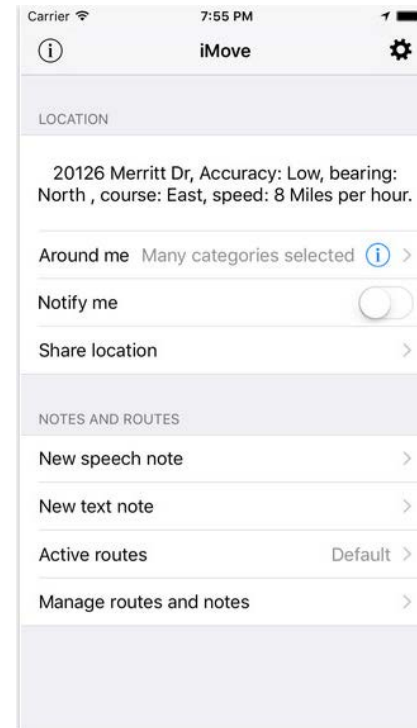 Carrier 7:55 PM
iMove
LOCATION
20126 Merritt Dr, Accuracy: Low, bearing:
North , course: East, speed: 8 Miles per hour.
Around me Many categories selected
Notify me
Share location
NOTES AND ROUTES
New speech note
New text note
Active routes Default
Manage routes and notes